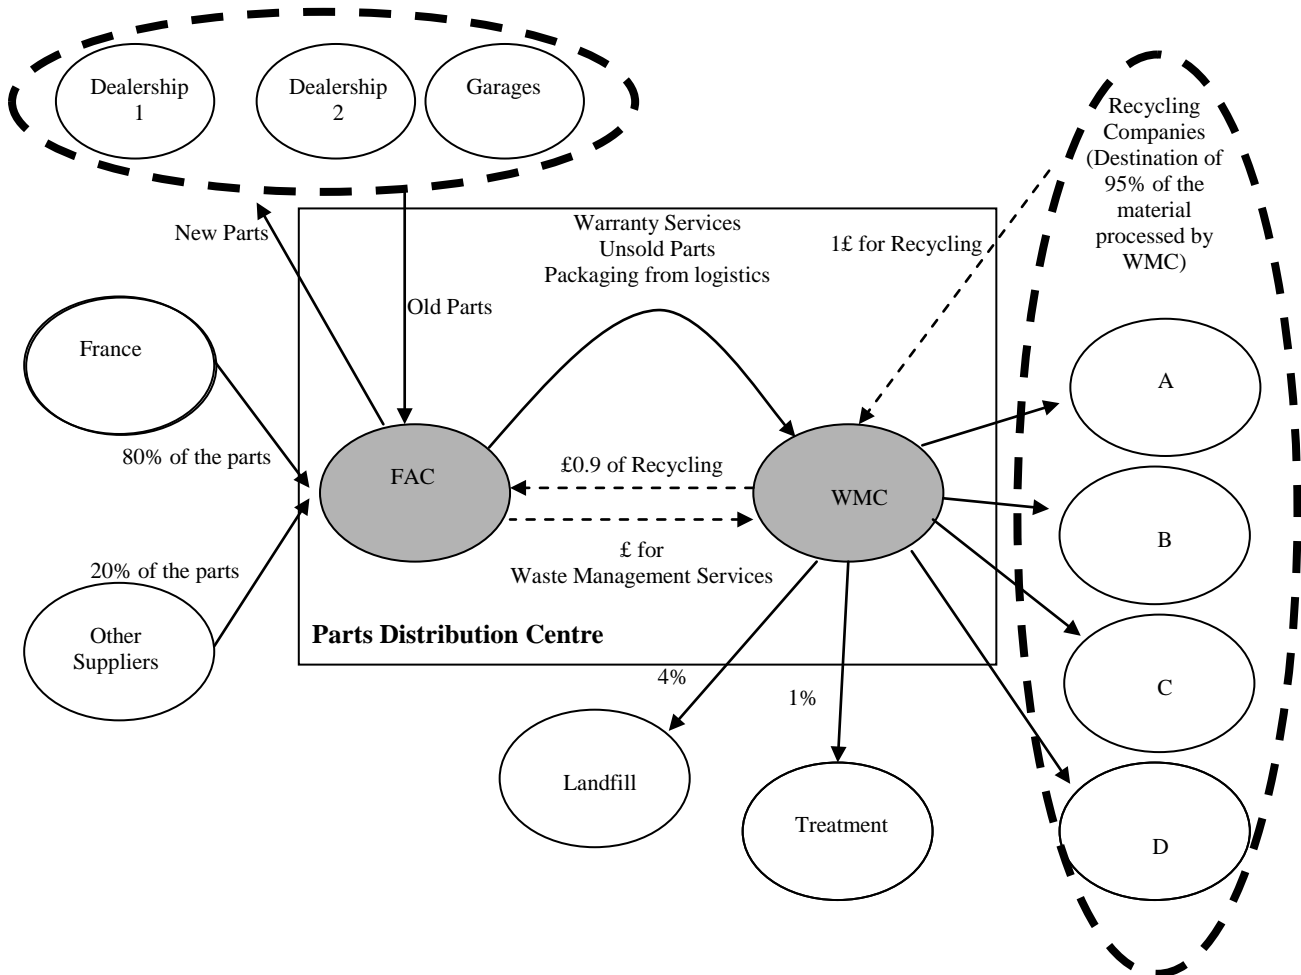 Dealership
1
Dealership
2
Garages
Recycling
Companies
(Destination of
95% of the
material
processed by
WMC)
New Parts
Warranty Services
Unsold Parts
Packaging from logistics
1£ for Recycling
Old Parts
France
A
80% of the parts
FAC
£0.9 of Recycling
WMC
B
£ for
Waste Management Services
20% of the parts
Other
Suppliers
Parts Distribution Centre
C
4%
1%
Landfill
Treatment
D